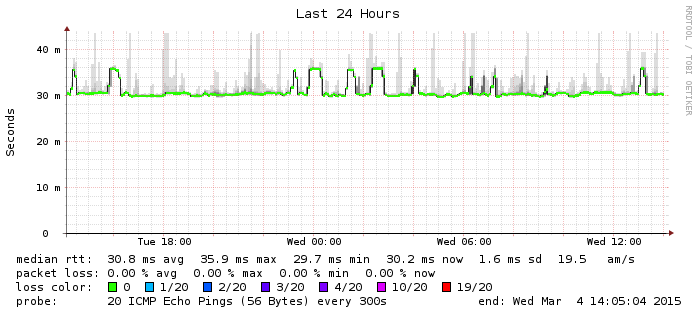 Last 24 Hours
RRDTOOL / TOBI OETIKER
Seconds
40 m
30 m
20 m
10 m
0
Tue 18:00 Wed 00:00 Wed 06:00 Wed 12:00
median rtt: 30.8 ms avg 35.9 ms max 29.7 ms min 30.2 ms now 1.6 ms sd 19.5 am/s
packet loss: 0.00 % avg 0.00 % max 0.00 % min 0.00 % now
loss color: 0 1/20 2/20 3/20 4/20 10/20 19/20
probe: 20 ICMP Echo Pings (56 Bytes) every 300s end: Wed Mar 4 14:05:04 2015